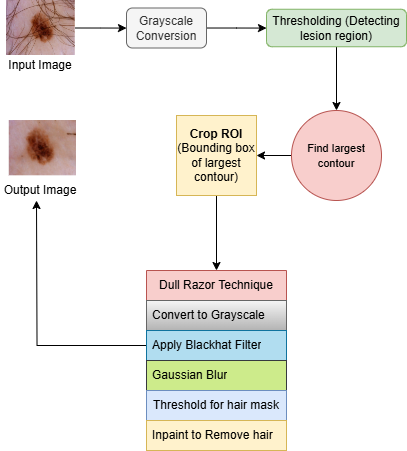 Input Image
Grayscale
Conversion
Thresholding (Detecting
lesion region)
Find largest
contour
Crop ROI
(Bounding box
of largest
contour)
Output Image
Dull Razor Technique
Convert to Grayscale
Apply Blackhat Filter
Gaussian Blur
Threshold for hair mask
Inpaint to Remove hair